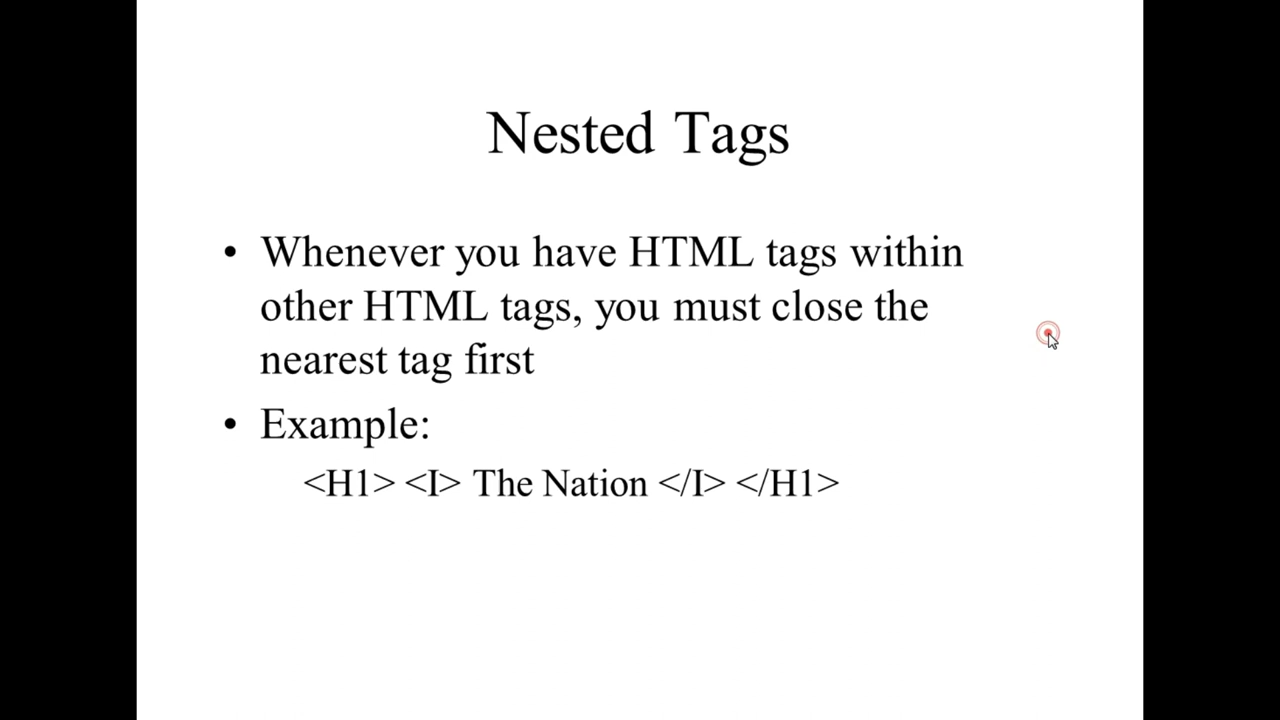 Nested Tags
• Whenever you have HTML tags within
other HTML tags, you must close the
nearest tag first
• Example:
<H1> <I> The Nation </I> </H1>